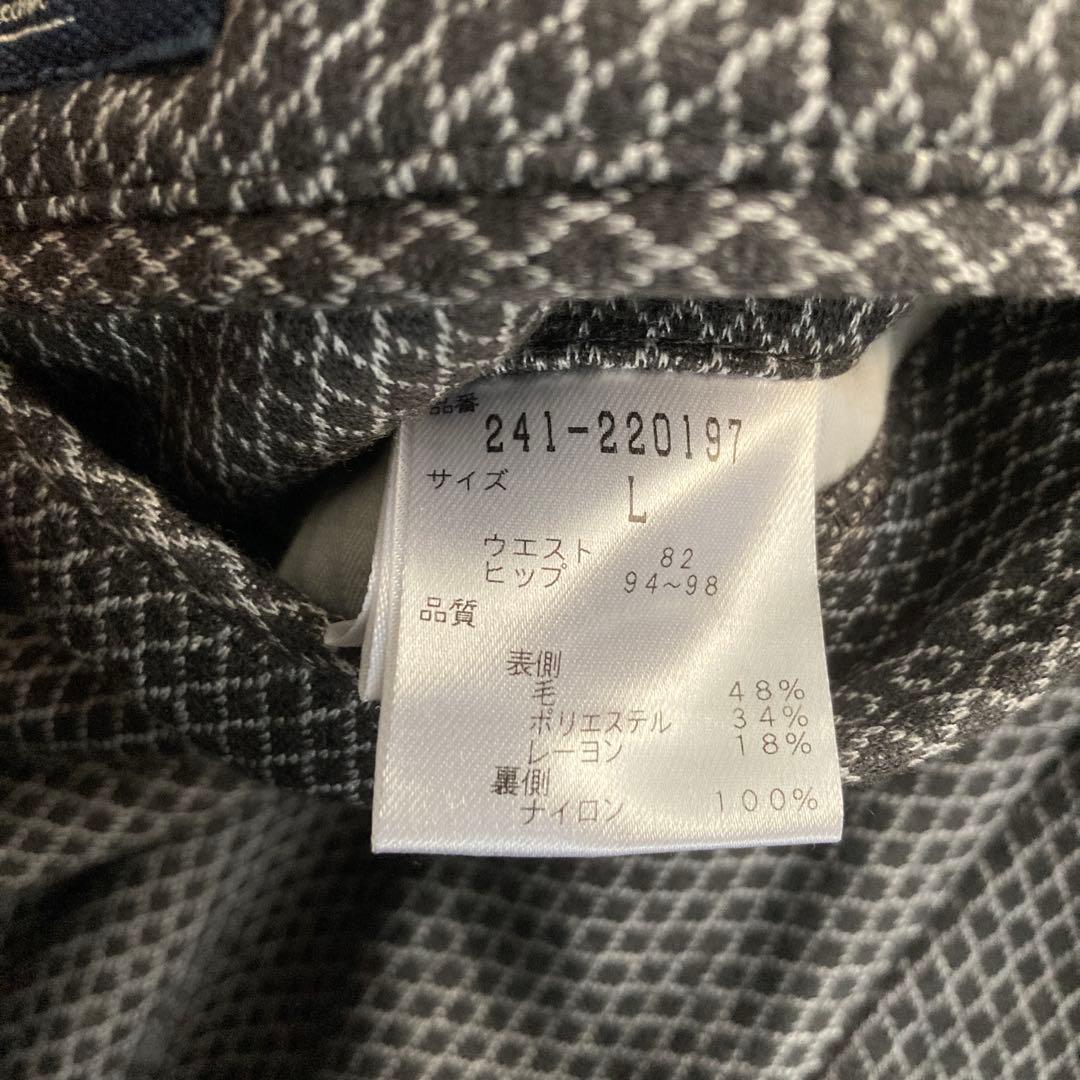 品番
241-220197
サイズ L
ウエスト 82
ヒップ 94~98
品質
表側
毛 48%
ポリエステル 34%
レーヨン 18%
裏側
ナイロン 100%